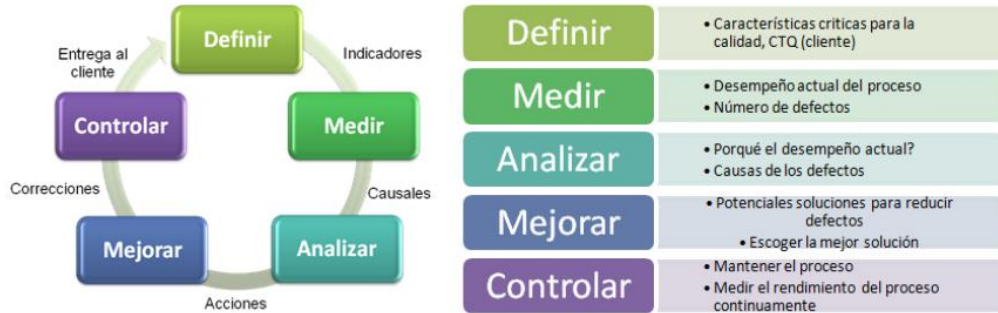 Definir
Indicadores
Medir
Causales
Analizar
Acciones
Mejorar
Correcciones
Controlar
Entrega al
cliente
Definir
• Características criticas para la
calidad, CTQ (cliente)
Medir
• Desempeño actual del proceso
• Número de defectos
Analizar
• Porqué el desempeño actual?
• Causas de los defectos
Mejorar
• Potenciales soluciones para reducir
defectos
• Escoger la mejor solución
Controlar
• Mantener el proceso
• Medir el rendimiento del proceso
continuamente